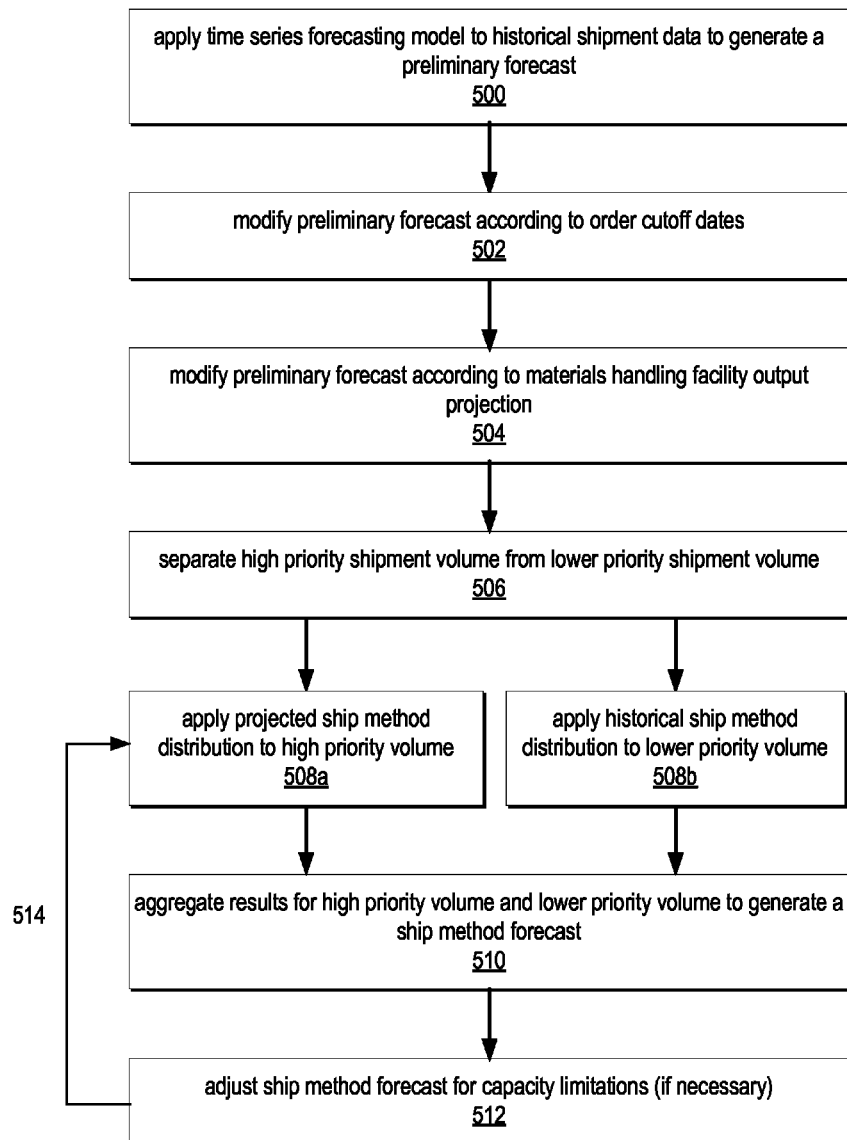 apply time series forecasting model to historical shipment data to generate a
preliminary forecast
500
modify preliminary forecast according to order cutoff dates
502
modify preliminary forecast according to materials handling facility output
projection
504
separate high priority shipment volume from lower priority shipment volume
506
apply projected ship method
distribution to high priority volume
508a
apply historical ship method
distribution to lower priority volume
508b
514
aggregate results for high priority volume and lower priority volume to generate a
ship method forecast
510
adjust ship method forecast for capacity limitations (if necessary)
512